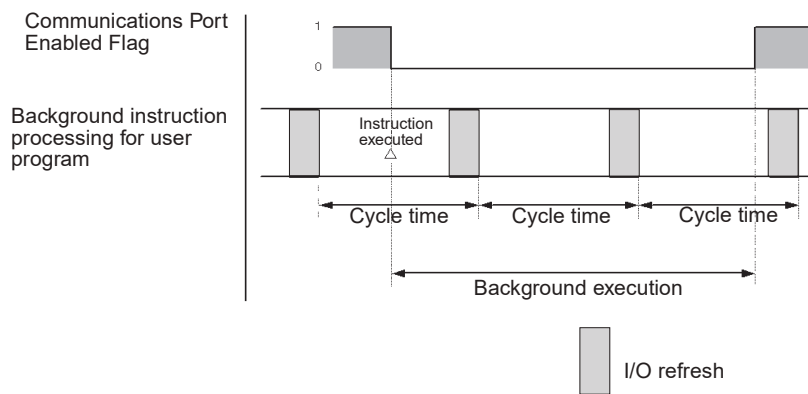 Communications Port
Enabled Flag
1
0
Background instruction
processing for user
program
Instruction
executed
Cycle time
Cycle time
Cycle time
Background execution
I/O refresh